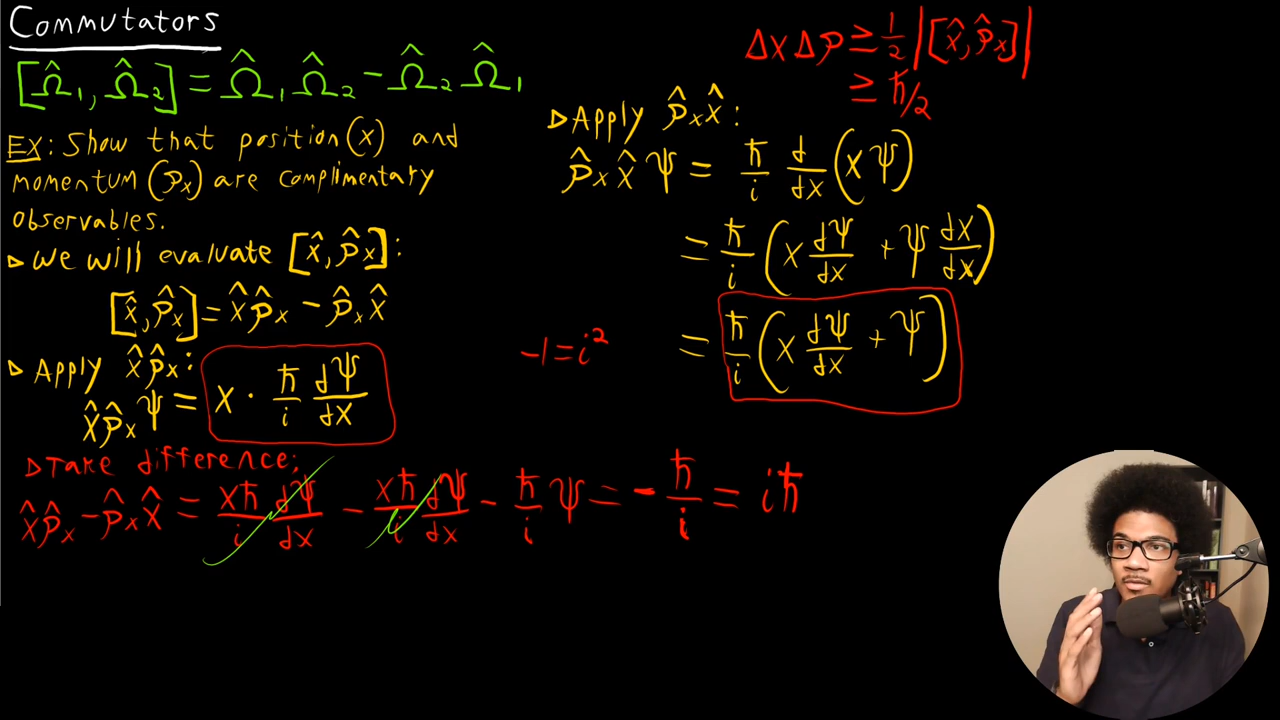 Commutators
[Ω̂₁, Ω̂₂] = Ω̂₁Ω̂₂ - Ω̂₂Ω̂₁
EX: Show that position(x) and
momentum (pₓ) are complimentary
observables.
▷ We will evaluate [x̂, p̂ₓ]:
[x̂, p̂ₓ] = x̂p̂ₓ - p̂ₓx̂
▷ Apply x̂p̂ₓ:
x̂p̂ₓΨ = x · ħ/i dΨ/dx
▷ Take difference:
x̂p̂ₓ - p̂ₓx̂ = xħ/i dΨ/dx - xħ/i dΨ/dx - ħ/i Ψ = - ħ/i = iħ
-1 = i²
▷ Apply p̂ₓx̂:
p̂ₓx̂Ψ = ħ/i d/dx (xΨ)
= ħ/i (x dΨ/dx + Ψ dx/dx)
= ħ/i (x dΨ/dx + Ψ)
Δx Δp ≥ 1/2 |[x̂, p̂ₓ]|
≥ ħ/2